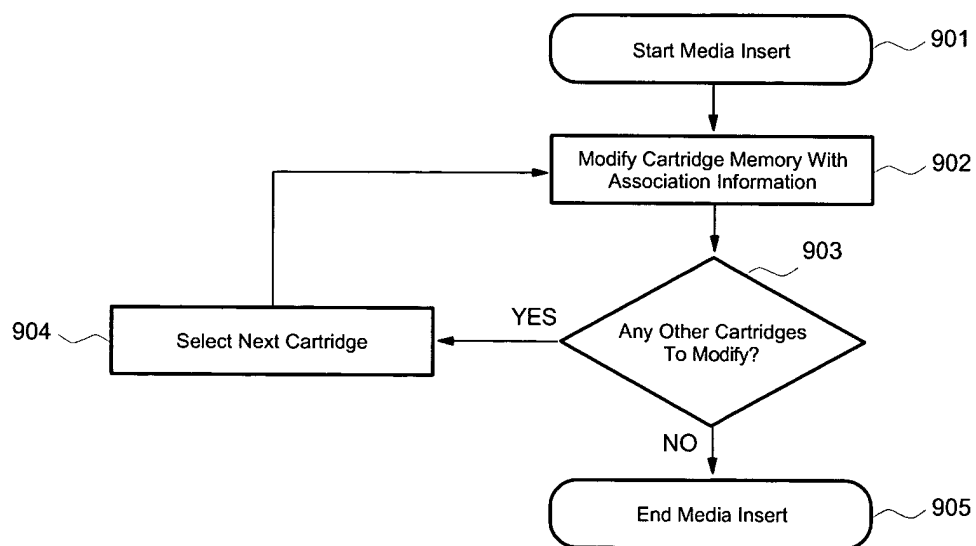 Start Media Insert
901
Modify Cartridge Memory With
Association Information
902
903
Any Other Cartridges
To Modify?
YES
Select Next Cartridge
904
NO
End Media Insert
905